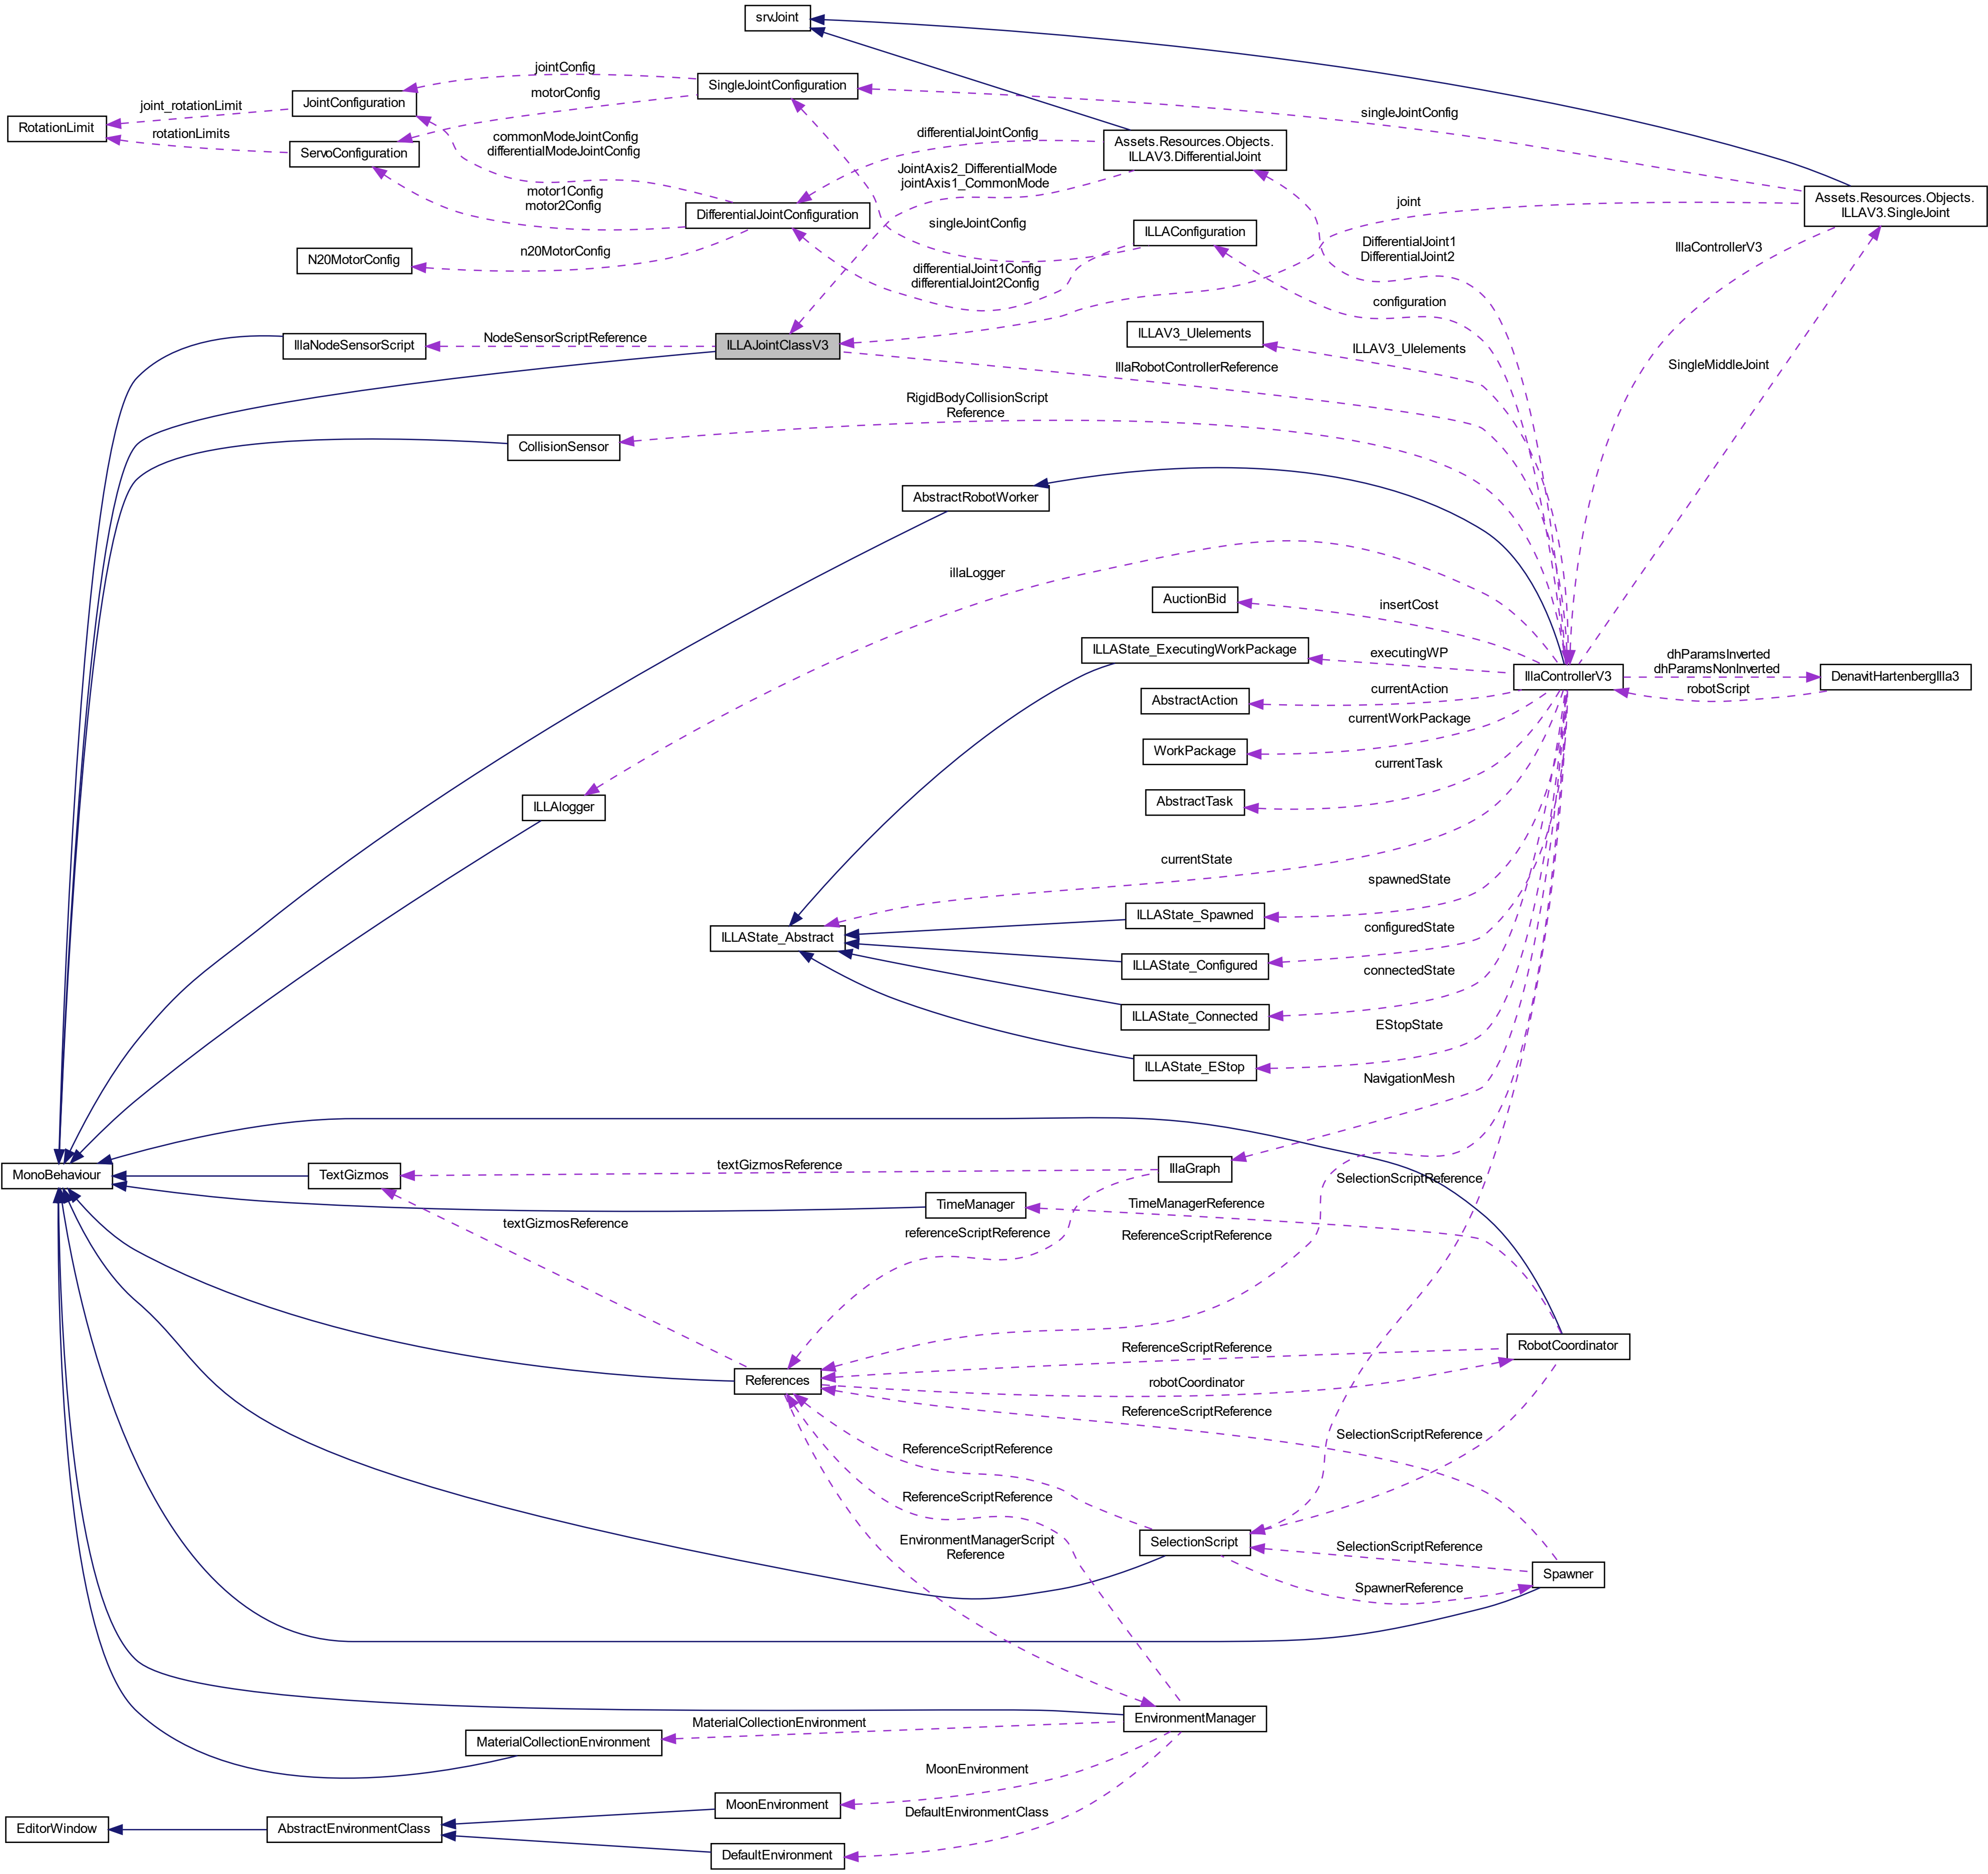 srvJoint
jointConfig
SingleJointConfiguration
motorConfig
JointConfiguration
joint_rotationLimit
RotationLimit
rotationLimits
ServoConfiguration
commonModeJointConfig
differentialModeJointConfig
differentialJointConfig
Assets.Resources.Objects.
ILLAV3.DifferentialJoint
singleJointConfig
JointAxis2_DifferentialMode
jointAxis1_CommonMode
motor1Config
motor2Config
DifferentialJointConfiguration
joint
Assets.Resources.Objects.
ILLAV3.SingleJoint
singleJointConfig
ILLAConfiguration
DifferentialJoint1
DifferentialJoint2
IllaControllerV3
N20MotorConfig
n20MotorConfig
differentialJoint1Config
differentialJoint2Config
configuration
IllaNodeSensorScript
NodeSensorScriptReference
ILLAJointClassV3
ILLAV3_UIelements
ILLAV3_UIelements
IllaRobotControllerReference
SingleMiddleJoint
RigidBodyCollisionScript
Reference
CollisionSensor
AbstractRobotWorker
illaLogger
AuctionBid
insertCost
ILLAState_ExecutingWorkPackage
executingWP
IllaControllerV3
dhParamsInverted
dhParamsNonInverted
robotScript
DenavitHartenbergIlla3
AbstractAction
currentAction
currentWorkPackage
WorkPackage
currentTask
AbstractTask
ILLAlogger
currentState
spawnedState
ILLAState_Spawned
ILLAState_Abstract
configuredState
ILLAState_Configured
connectedState
ILLAState_Connected
EStopState
ILLAState_EStop
NavigationMesh
MonoBehaviour
TextGizmos
textGizmosReference
IllaGraph
SelectionScriptReference
TimeManager
TimeManagerReference
textGizmosReference
referenceScriptReference
ReferenceScriptReference
RobotCoordinator
ReferenceScriptReference
References
robotCoordinator
ReferenceScriptReference
SelectionScriptReference
ReferenceScriptReference
ReferenceScriptReference
EnvironmentManagerScript
Reference
SelectionScript
SelectionScriptReference
SpawnerReference
Spawner
EnvironmentManager
MaterialCollectionEnvironment
MaterialCollectionEnvironment
MoonEnvironment
MoonEnvironment
DefaultEnvironmentClass
EditorWindow
AbstractEnvironmentClass
DefaultEnvironment